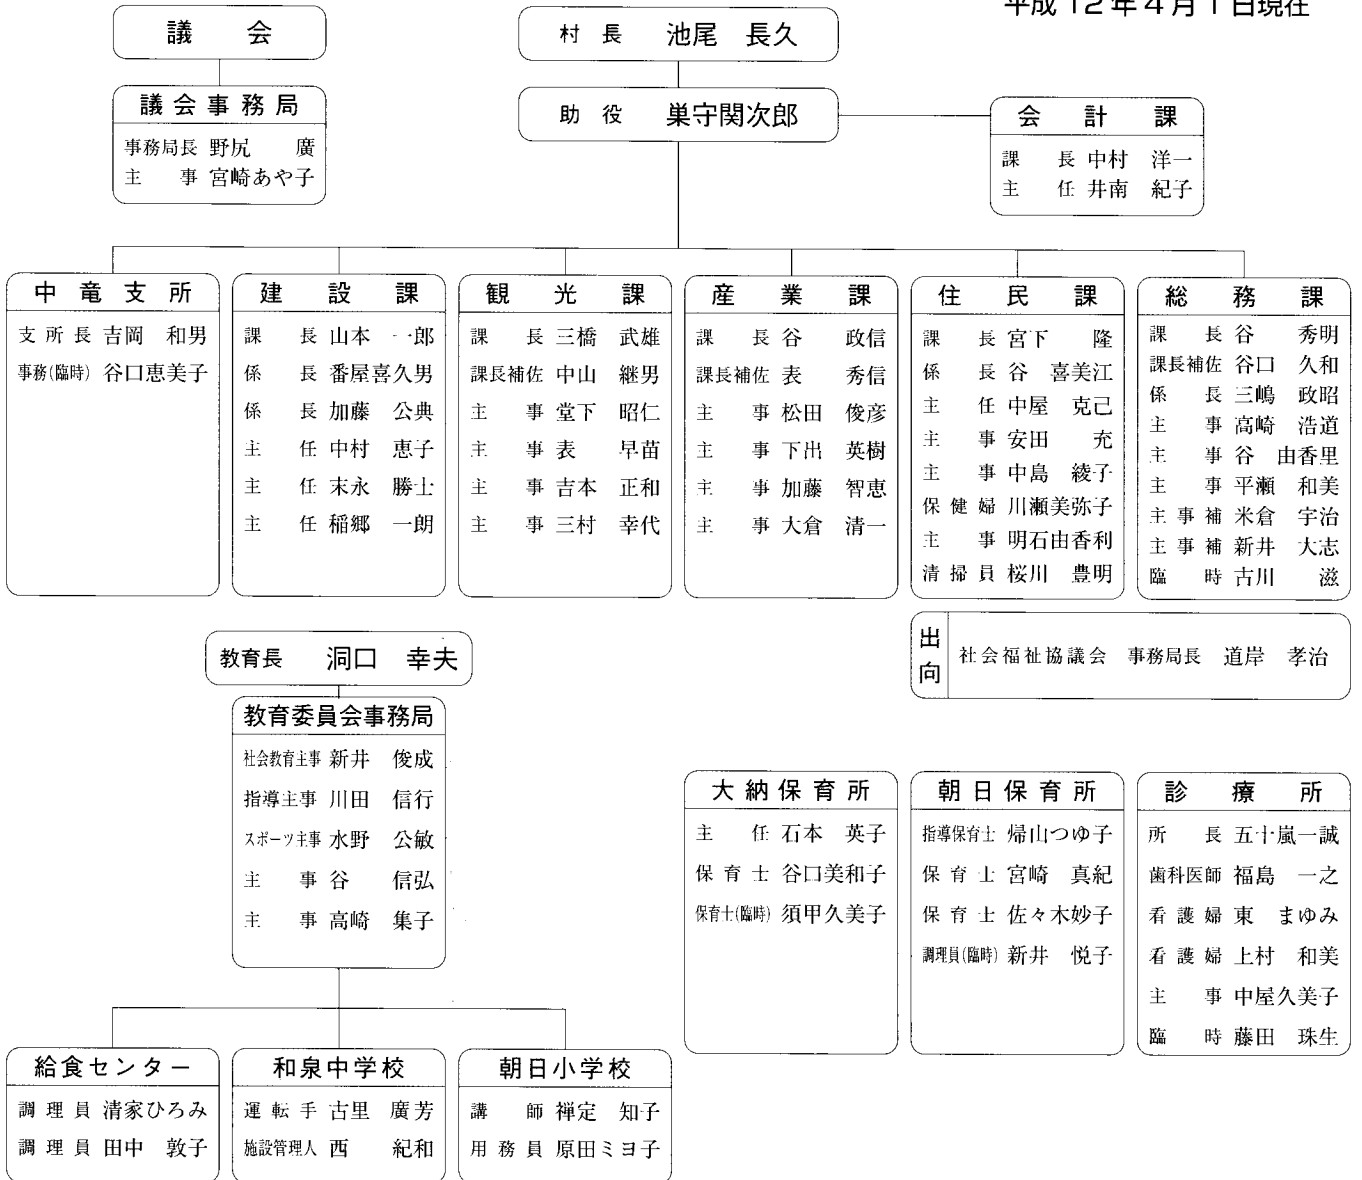 平成12年4月1日現在
議会
議会事務局
事務局長 野尻 廣
主事 宮崎あや子
村長 池尾 長久
助役 巣守関次郎
会計課
課長 中村 洋一
主任 井南 紀子
中竜支所
支所長 吉岡 和男
事務(臨時) 谷口恵美子
建設課
課長 山本 一郎
係長 番屋喜久男
係長 加藤 公典
主任 中村 恵子
主任 末永 勝士
主任 稲郷 一朗
観光課
課長 三橋 武雄
課長補佐 中山 継男
主事 堂下 昭仁
主事 表 早苗
主事 吉本 正和
主事 三村 幸代
産業課
課長 谷 政信
課長補佐 表 秀信
主事 松田 俊彦
主事 下出 英樹
主事 加藤 智恵
主事 大倉 清一
住民課
課長 宮下 隆
係長 谷 喜美江
主任 中屋 克己
主事 安田 充
主事 中島 綾子
保健婦 川瀬美弥子
主事 明石由香利
清掃員 桜川 豊明
総務課
課長 谷 秀明
課長補佐 谷口 久和
係長 三嶋 政昭
主事 高崎 浩道
主事 谷 由香里
主事 平瀬 和美
主事補 米倉 宇治
主事補 新井 大志
臨時 古川 滋
出向 社会福祉協議会 事務局長 道岸 孝治
教育長 洞口 幸夫
教育委員会事務局
社会教育主事 新井 俊成
指導主事 川田 信行
スポーツ主事 水野 公敏
主事 谷 信弘
主事 高崎 集子
大納保育所
主任 石本 英子
保育士 谷口美和子
保育士(臨時) 須甲久美子
朝日保育所
指導保育士 帰山つゆ子
保育士 宮崎 真紀
保育士 佐々木妙子
調理員(臨時) 新井 悦子
診療所
所長 五十嵐一誠
歯科医師 福島 一之
看護婦 東 まゆみ
看護婦 上村 和美
主事 中屋久美子
臨時 藤田 珠生
給食センター
調理員 清家ひろみ
調理員 田中 敦子
和泉中学校
運転手 古里 廣芳
施設管理人 西 紀和
朝日小学校
講師 禅定 知子
用務員 原田ミヨ子